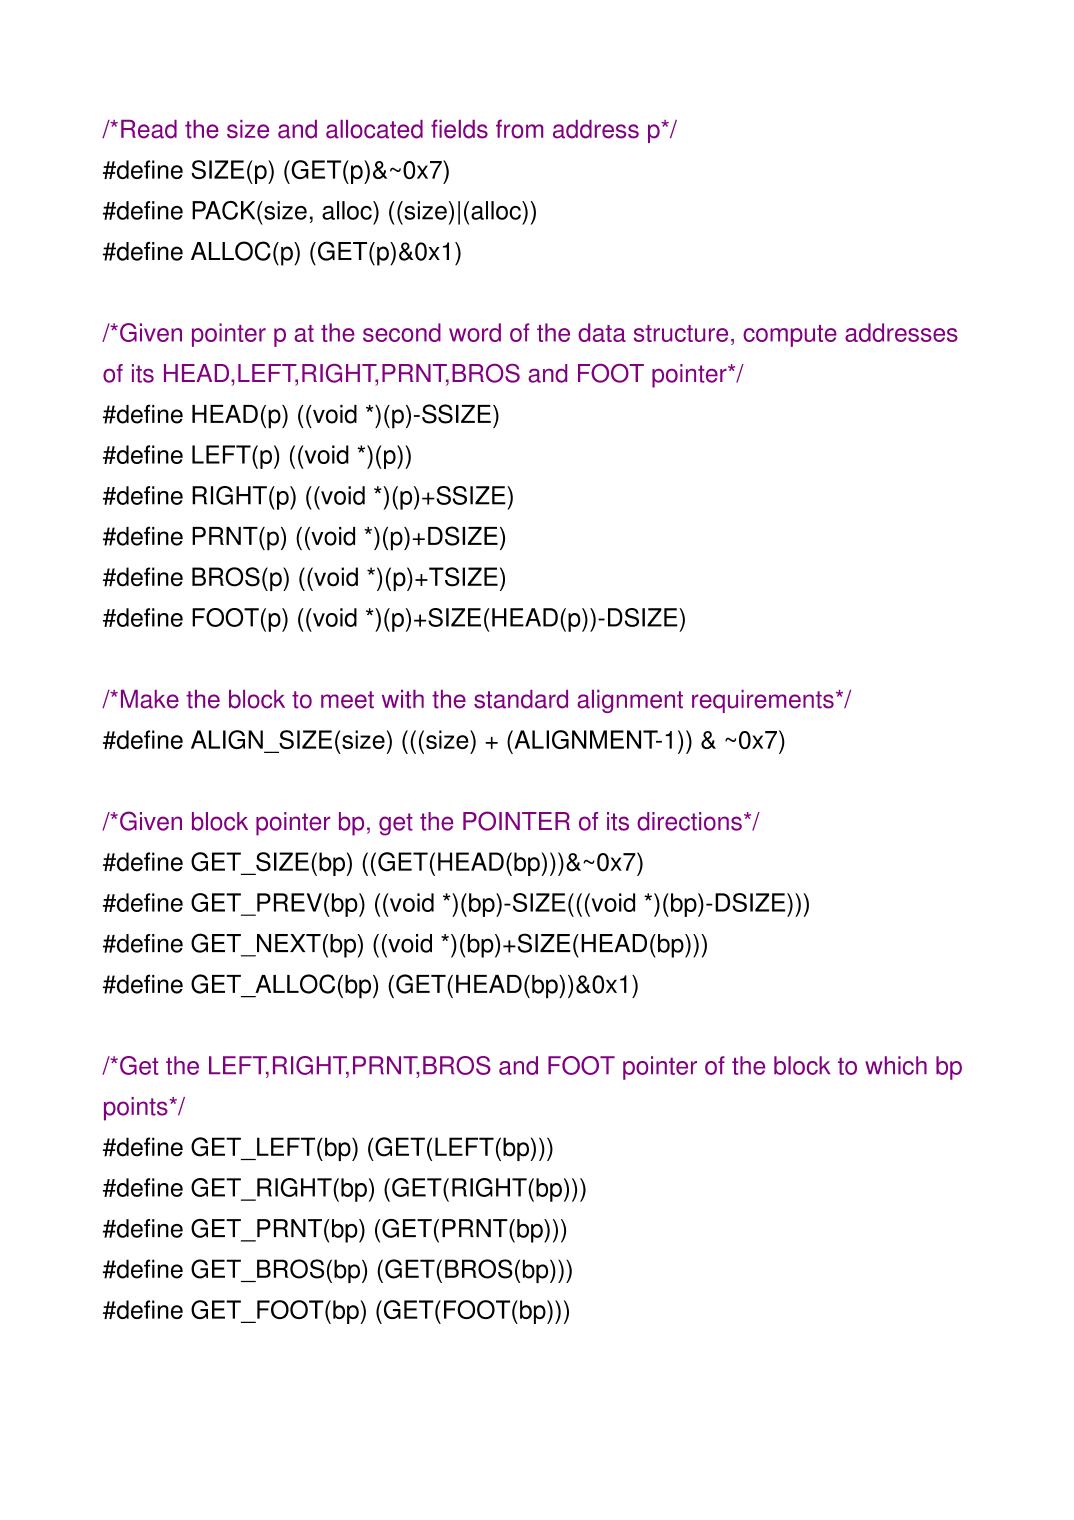 /*Read the size and allocated fields from address p*/
#define SIZE(p) (GET(p)&~0x7)
#define PACK(size, alloc) ((size)|(alloc))
#define ALLOC(p) (GET(p)&0x1)
/*Given pointer p at the second word of the data structure, compute addresses
of its HEAD,LEFT,RIGHT,PRNT,BROS and FOOT pointer*/
#define HEAD(p) ((void *)(p)-SSIZE)
#define LEFT(p) ((void *)(p))
#define RIGHT(p) ((void *)(p)+SSIZE)
#define PRNT(p) ((void *)(p)+DSIZE)
#define BROS(p) ((void *)(p)+TSIZE)
#define FOOT(p) ((void *)(p)+SIZE(HEAD(p))-DSIZE)
/*Make the block to meet with the standard alignment requirements*/
#define ALIGN_SIZE(size) (((size) + (ALIGNMENT-1)) & ~0x7)
/*Given block pointer bp, get the POINTER of its directions*/
#define GET_SIZE(bp) ((GET(HEAD(bp)))&~0x7)
#define GET_PREV(bp) ((void *)(bp)-SIZE(((void *)(bp)-DSIZE)))
#define GET_NEXT(bp) ((void *)(bp)+SIZE(HEAD(bp)))
#define GET_ALLOC(bp) (GET(HEAD(bp))&0x1)
/*Get the LEFT,RIGHT,PRNT,BROS and FOOT pointer of the block to which bp
points*/
#define GET_LEFT(bp) (GET(LEFT(bp)))
#define GET_RIGHT(bp) (GET(RIGHT(bp)))
#define GET_PRNT(bp) (GET(PRNT(bp)))
#define GET_BROS(bp) (GET(BROS(bp)))
#define GET_FOOT(bp) (GET(FOOT(bp)))